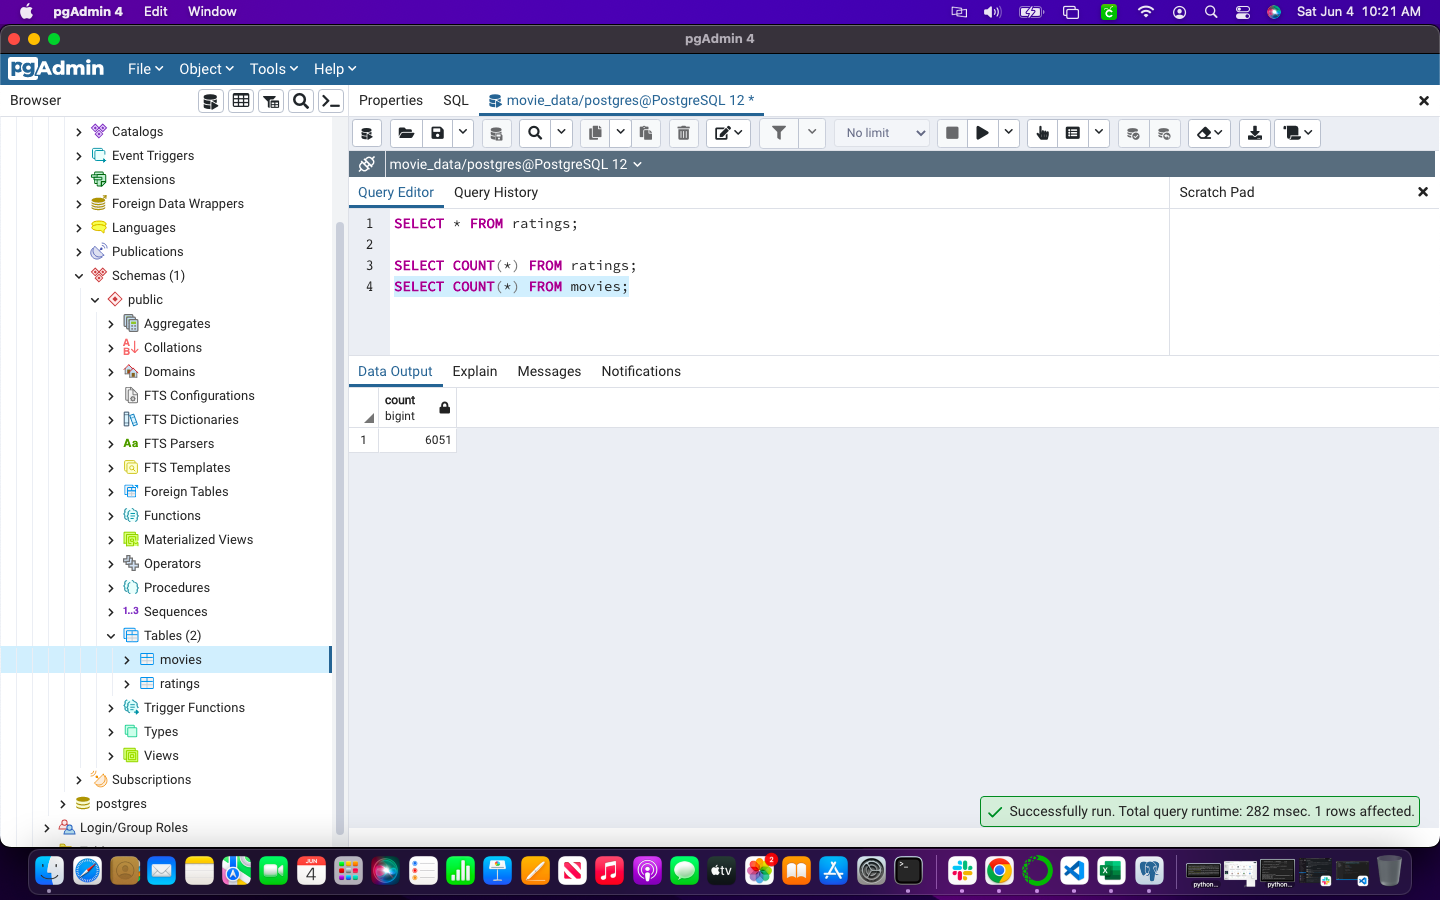 pgAdmin 4 Edit Window Sat Jun 4 10:21 AM
pgAdmin 4
pgAdmin File Object Tools Help
Browser Properties SQL movie_data/postgres@PostgreSQL 12 *
No limit
movie_data/postgres@PostgreSQL 12
Query Editor Query History Scratch Pad
1 SELECT * FROM ratings;
2
3 SELECT COUNT(*) FROM ratings;
4 SELECT COUNT(*) FROM movies;
Data Output Explain Messages Notifications
count
bigint
1 6051
Catalogs
Event Triggers
Extensions
Foreign Data Wrappers
Languages
Publications
Schemas (1)
public
Aggregates
Collations
Domains
FTS Configurations
FTS Dictionaries
Aa FTS Parsers
FTS Templates
Foreign Tables
Functions
Materialized Views
Operators
Procedures
1..3 Sequences
Tables (2)
movies
ratings
Trigger Functions
Types
Views
Subscriptions
postgres
Login/Group Roles
Successfully run. Total query runtime: 282 msec. 1 rows affected.
JUN
4
tv
2
python...
python...